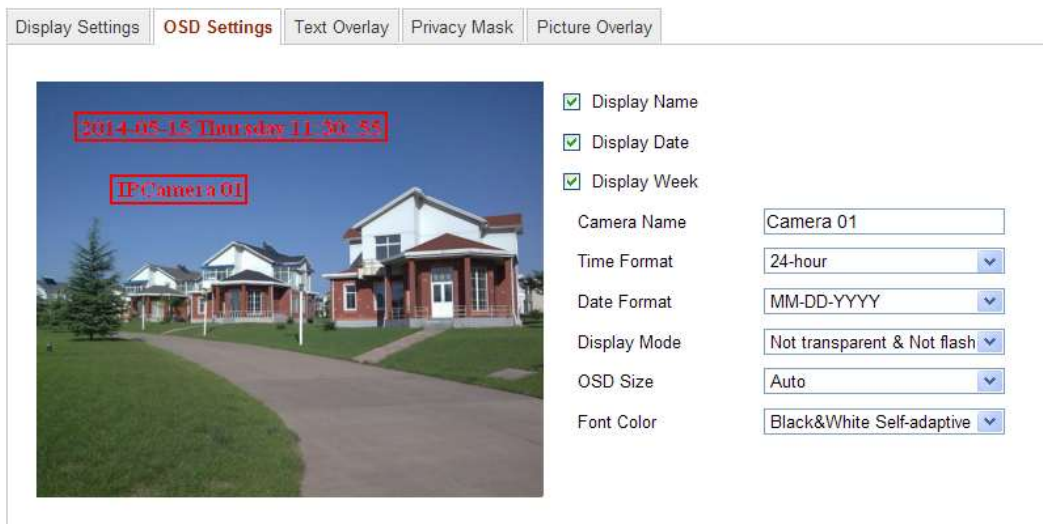 Display Settings OSD Settings Text Overlay Privacy Mask Picture Overlay
2014-05-15 Thursday 11:30:55
IPCamera 01
Display Name
Display Date
Display Week
Camera Name Camera 01
Time Format 24-hour
Date Format MM-DD-YYYY
Display Mode Not transparent & Not flash
OSD Size Auto
Font Color Black&White Self-adaptive